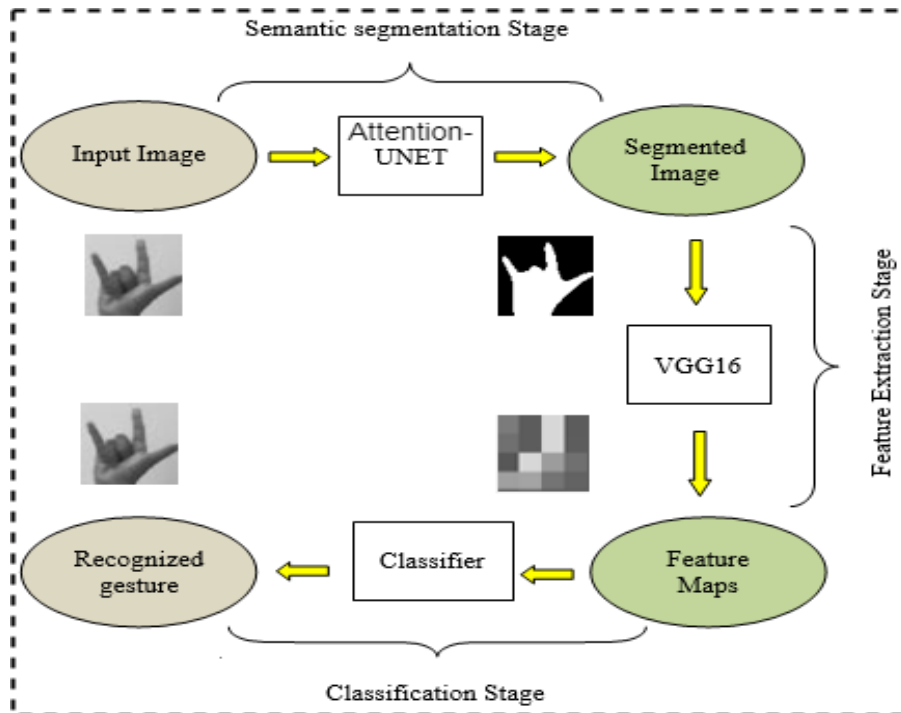 Semantic segmentation Stage
Input Image
Attention-
UNET
Segmented
Image
VGG16
Feature Extraction Stage
Recognized
gesture
Classifier
Feature
Maps
Classification Stage